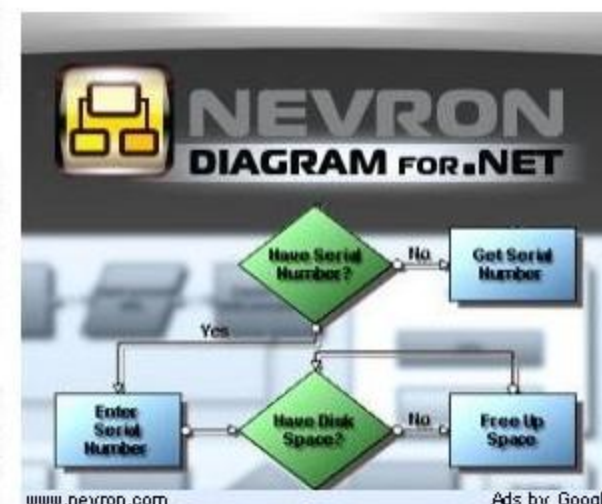 NEVRON
DIAGRAM FOR.NET
Have Serial
Number?
No
Get Serial
Number
Yes
Enter
Serial
Number
Have Disk
Space?
No
Free Up
Space
www.nevron.com
Ads by Googl